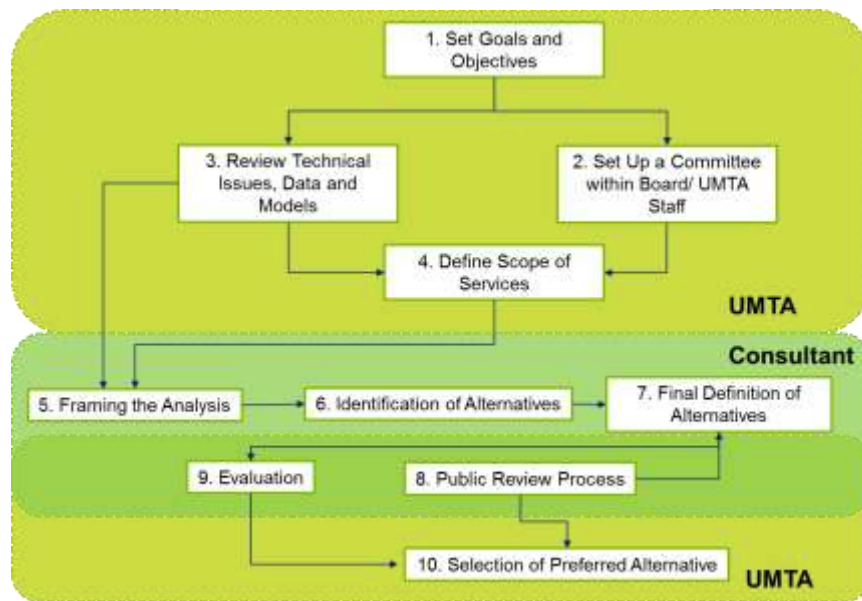 1. Set Goals and
Objectives
3. Review Technical
Issues, Data and
Models
2. Set Up a Committee
within Board/ UMTA
Staff
4. Define Scope of
Services
UMTA
Consultant
5. Framing the Analysis
6. Identification of Alternatives
7. Final Definition of
Alternatives
9. Evaluation
8. Public Review Process
10. Selection of Preferred Alternative
UMTA